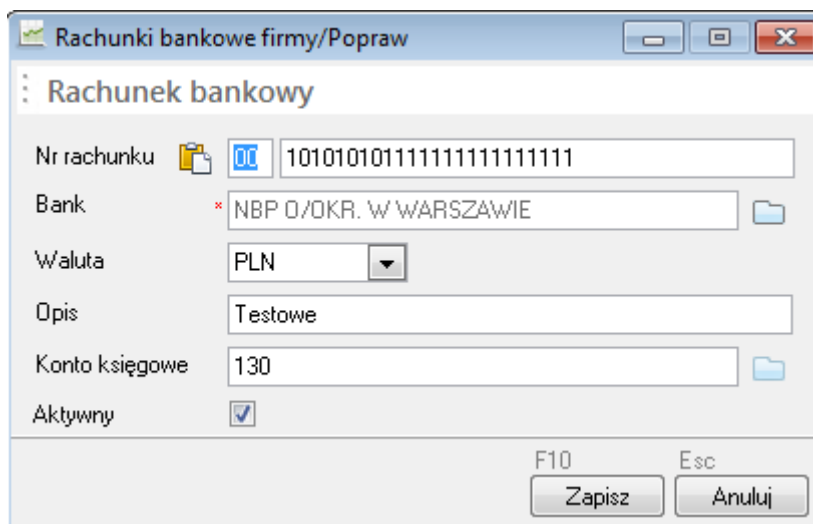 Rachunki bankowe firmy/Popraw
Rachunek bankowy
Nr rachunku 00 101010101111111111111111
Bank * NBP O/OKR. W WARSZAWIE
Waluta PLN
Opis Testowe
Konto księgowe 130
Aktywny
F10 Esc
Zapisz Anuluj